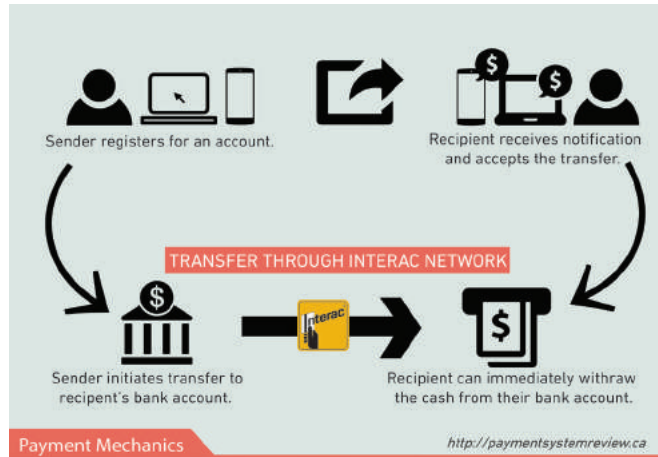 Sender registers for an account.
Recipient receives notification
and accepts the transfer.
TRANSFER THROUGH INTERAC NETWORK
$
Interac
$
$
$
Sender initiates transfer to
recipent's bank account.
Recipient can immediately withraw
the cash from their bank account.
Payment Mechanics
http://paymentsystemreview.ca